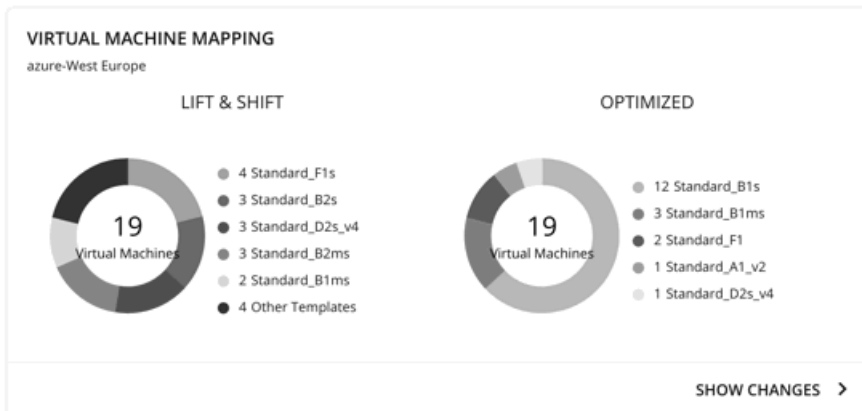 VIRTUAL MACHINE MAPPING
azure-West Europe
LIFT & SHIFT
19
Virtual Machines
4 Standard_F1s
3 Standard_B2s
3 Standard_D2s_v4
3 Standard_B2ms
2 Standard_B1ms
4 Other Templates
OPTIMIZED
19
Virtual Machines
12 Standard_B1s
3 Standard_B1ms
2 Standard_F1
1 Standard_A1_v2
1 Standard_D2s_v4
SHOW CHANGES